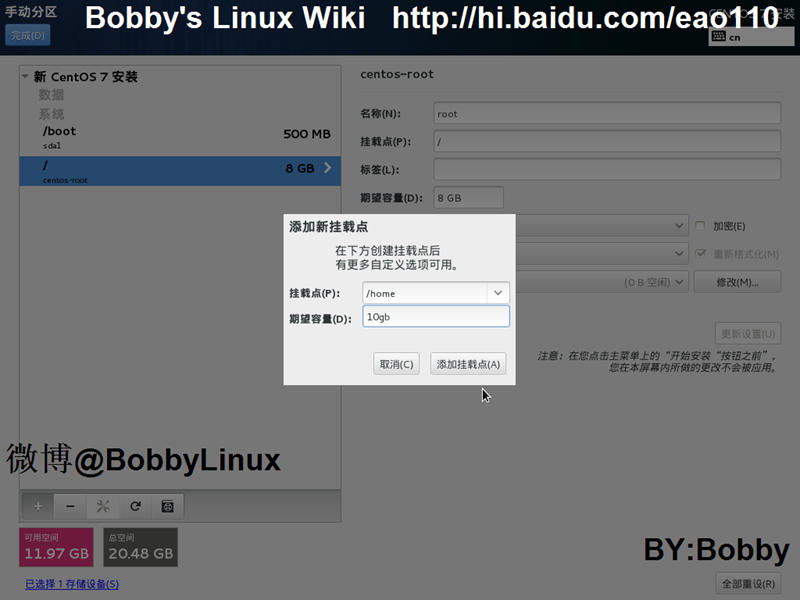 手动分区
Bobby's Linux Wiki http://hi.baidu.com/eao110
CENTOS 7 安装
完成(D)
cn
新 CentOS 7 安装
数据
系统
/boot
500 MB
sda1
/
8 GB
centos-root
centos-root
名称(N):
root
挂载点(P):
/
标签(L):
期望容量(D):
8 GB
加密(E)
重新格式化(M)
(0 B 空闲)
修改(M)...
更新设置(U)
注意：在您点击主菜单上的“开始安装“按钮之前”，
您在本屏幕内所做的更改不会被应用。
添加新挂载点
在下方创建挂载点后
有更多自定义选项可用。
挂载点(P):
/home
期望容量(D):
10gb
取消(C)
添加挂载点(A)
微博@BobbyLinux
可用空间
11.97 GB
总空间
20.48 GB
BY:Bobby
已选择 1 存储设备(S)
全部重设(R)